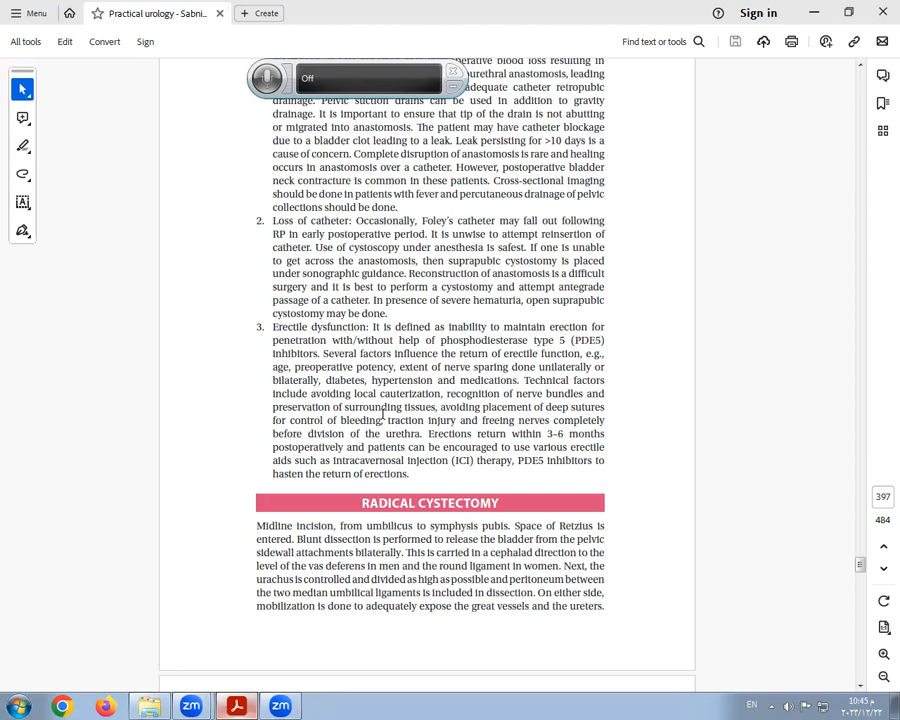 Menu
Practical urology - Sabni...
Create
Sign in
All tools
Edit
Convert
Sign
Find text or tools
Off
perative blood loss resulting in
urethral anastomosis, leading
adequate catheter retropubic
drainage. Pelvic suction drains can be used in addition to gravity
drainage. It is important to ensure that tip of the drain is not abutting
or migrated into anastomosis. The patient may have catheter blockage
due to a bladder clot leading to a leak. Leak persisting for >10 days is a
cause of concern. Complete disruption of anastomosis is rare and healing
occurs in anastomosis over a catheter. However, postoperative bladder
neck contracture is common in these patients. Cross-sectional imaging
should be done in patients with fever and percutaneous drainage of pelvic
collections should be done.
2. Loss of catheter: Occasionally, Foley's catheter may fall out following
RP in early postoperative period. It is unwise to attempt reinsertion of
catheter. Use of cystoscopy under anesthesia is safest. If one is unable
to get across the anastomosis, then suprapubic cystostomy is placed
under sonographic guidance. Reconstruction of anastomosis is a difficult
surgery and it is best to perform a cystostomy and attempt antegrade
passage of a catheter. In presence of severe hematuria, open suprapubic
cystostomy may be done.
3. Erectile dysfunction: It is defined as inability to maintain erection for
penetration with/without help of phosphodiesterase type 5 (PDE5)
inhibitors. Several factors influence the return of erectile function, e.g.,
age, preoperative potency, extent of nerve sparing done unilaterally or
bilaterally, diabetes, hypertension and medications. Technical factors
include avoiding local cauterization, recognition of nerve bundles and
preservation of surrounding tissues, avoiding placement of deep sutures
for control of bleeding, traction injury and freeing nerves completely
before division of the urethra. Erections return within 3–6 months
postoperatively and patients can be encouraged to use various erectile
aids such as intracavernosal injection (ICI) therapy, PDE5 inhibitors to
hasten the return of erections.
RADICAL CYSTECTOMY
Midline incision, from umbilicus to symphysis pubis. Space of Retzius is
entered. Blunt dissection is performed to release the bladder from the pelvic
sidewall attachments bilaterally. This is carried in a cephalad direction to the
level of the vas deferens in men and the round ligament in women. Next, the
urachus is controlled and divided as high as possible and peritoneum between
the two median umbilical ligaments is included in dissection. On either side,
mobilization is done to adequately expose the great vessels and the ureters.
397
484
zm
zm
EN
10:45 م
٢٠٢٣/١٢/٢٢